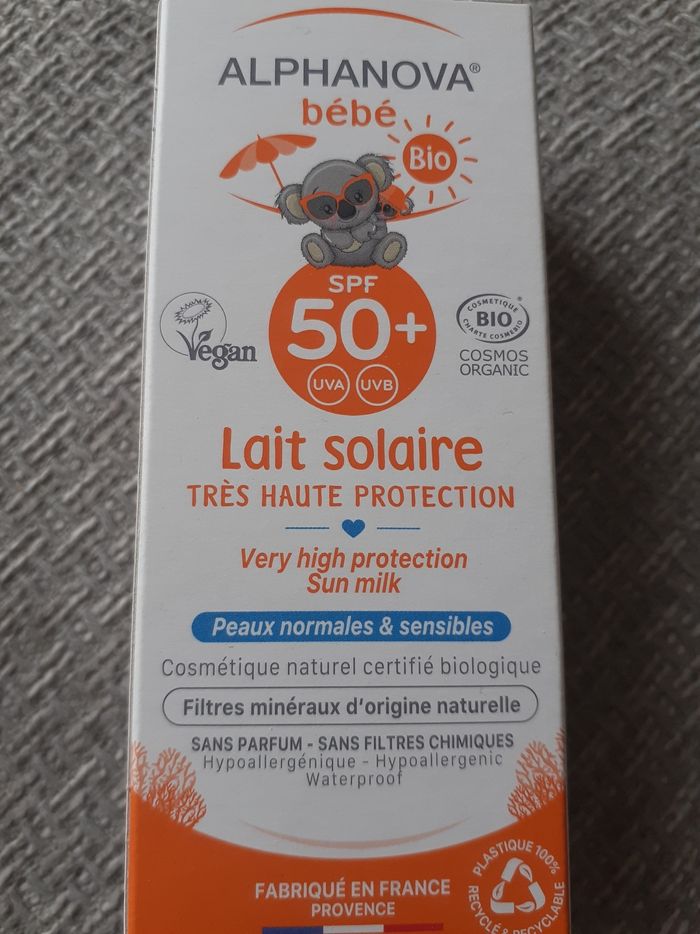 ALPHANOVA®
bébé
Bio
SPF
50+
UVA UVB
Vegan
COSMETIQUE
BIO
CHARTE COSMEBIO
COSMOS
ORGANIC
Lait solaire
TRÈS HAUTE PROTECTION
Very high protection
Sun milk
Peaux normales & sensibles
Cosmétique naturel certifié biologique
Filtres minéraux d'origine naturelle
SANS PARFUM - SANS FILTRES CHIMIQUES
Hypoallergénique - Hypoallergenic
Waterproof
FABRIQUÉ EN FRANCE
PROVENCE
PLASTIQUE 100%
RECYCLÉ & RECYCLABLE